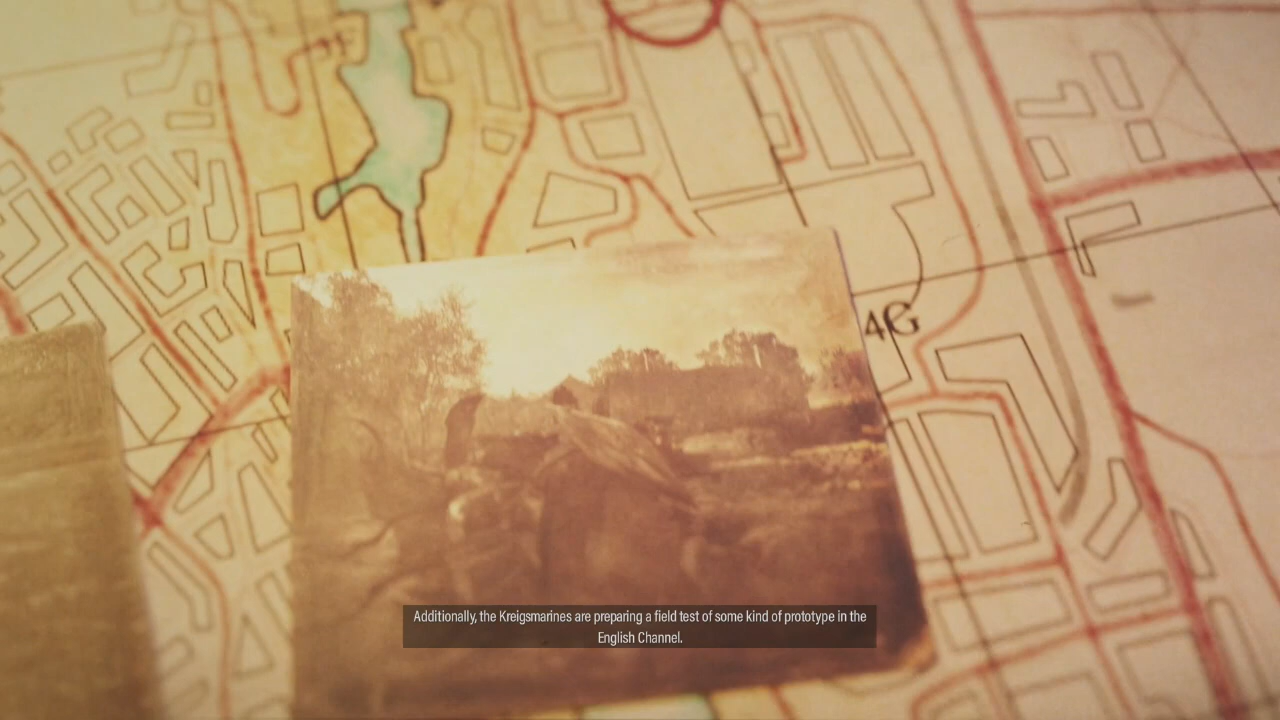 4G
Additionally, the Kreigsmarines are preparing a field test of some kind of prototype in the
English Channel.